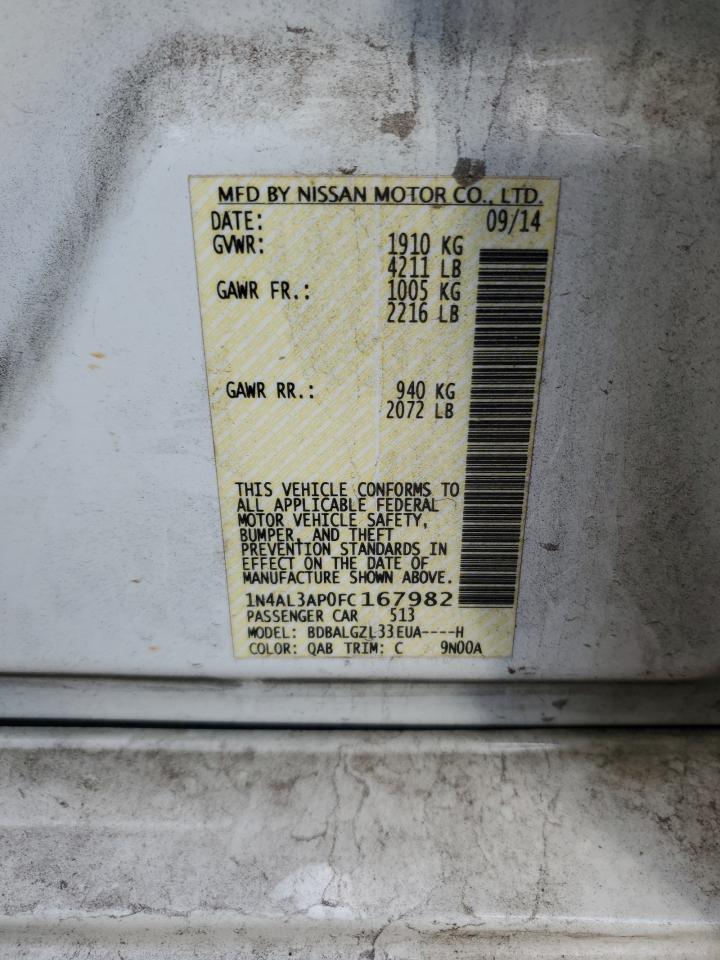 MFD BY NISSAN MOTOR CO., LTD.
DATE: 09/14
GVWR: 1910 KG
4211 LB
GAWR FR.: 1005 KG
2216 LB
GAWR RR.: 940 KG
2072 LB
THIS VEHICLE CONFORMS TO
ALL APPLICABLE FEDERAL
MOTOR VEHICLE SAFETY,
BUMPER, AND THEFT
PREVENTION STANDARDS IN
EFFECT ON THE DATE OF
MANUFACTURE SHOWN ABOVE.
1N4AL3AP0FC167982
PASSENGER CAR 513
MODEL: BDBALGZL33EUA----H
COLOR: QAB TRIM: C 9N00A